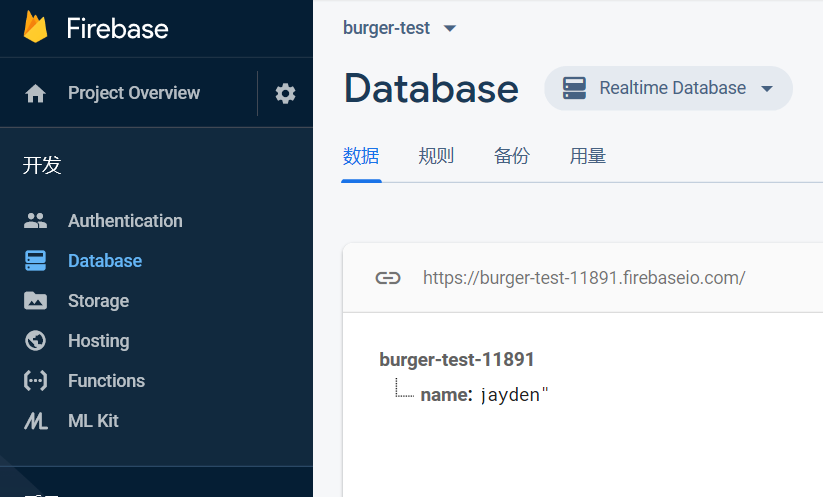 Firebase
Project Overview
开发
Authentication
Database
Storage
Hosting
Functions
ML Kit
burger-test
Database
Realtime Database
数据 规则 备份 用量
https://burger-test-11891.firebaseio.com/
burger-test-11891
name: jayden"